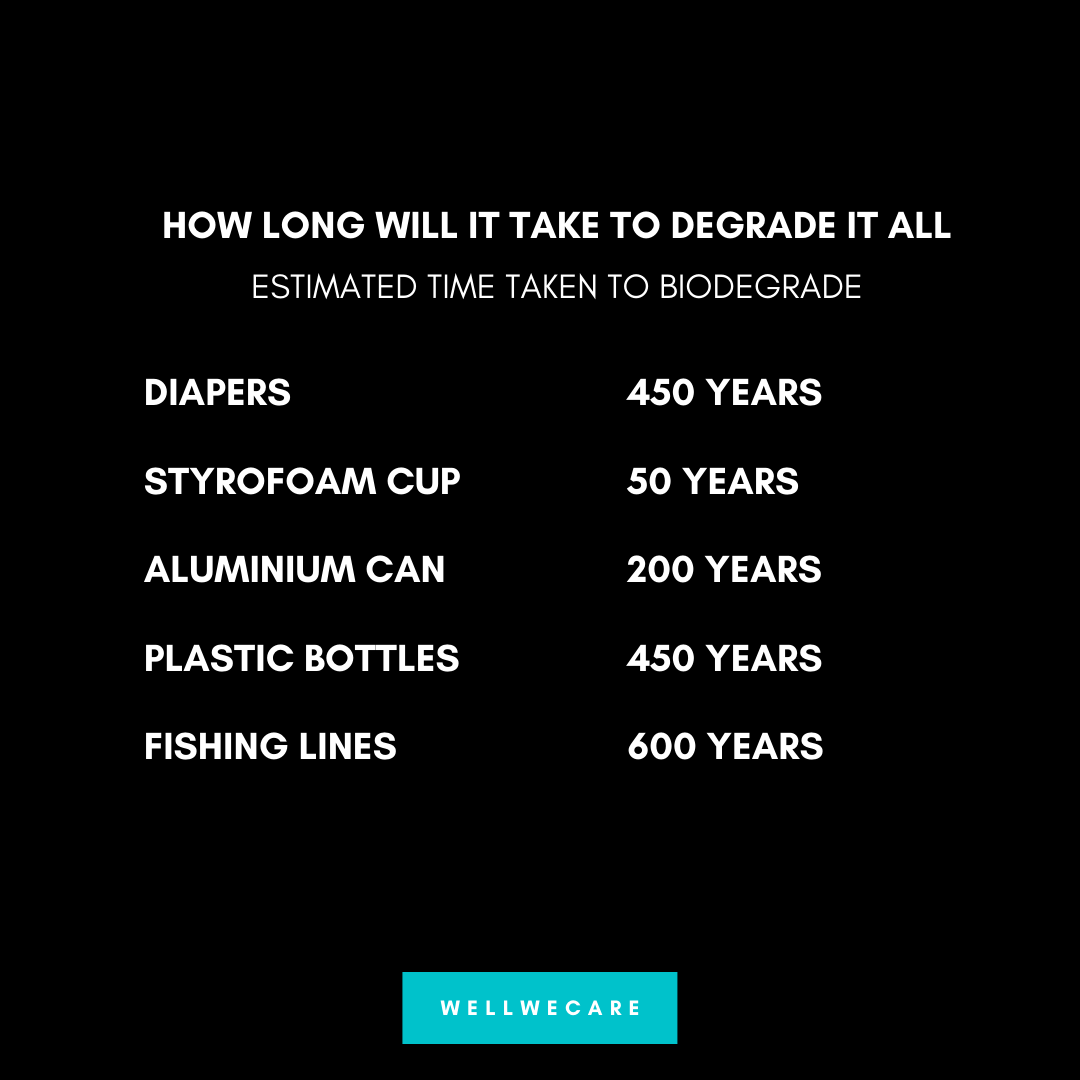 HOW LONG WILL IT TAKE TO DEGRADE IT ALL
ESTIMATED TIME TAKEN TO BIODEGRADE
DIAPERS 450 YEARS
STYROFOAM CUP 50 YEARS
ALUMINIUM CAN 200 YEARS
PLASTIC BOTTLES 450 YEARS
FISHING LINES 600 YEARS
WELLWECARE